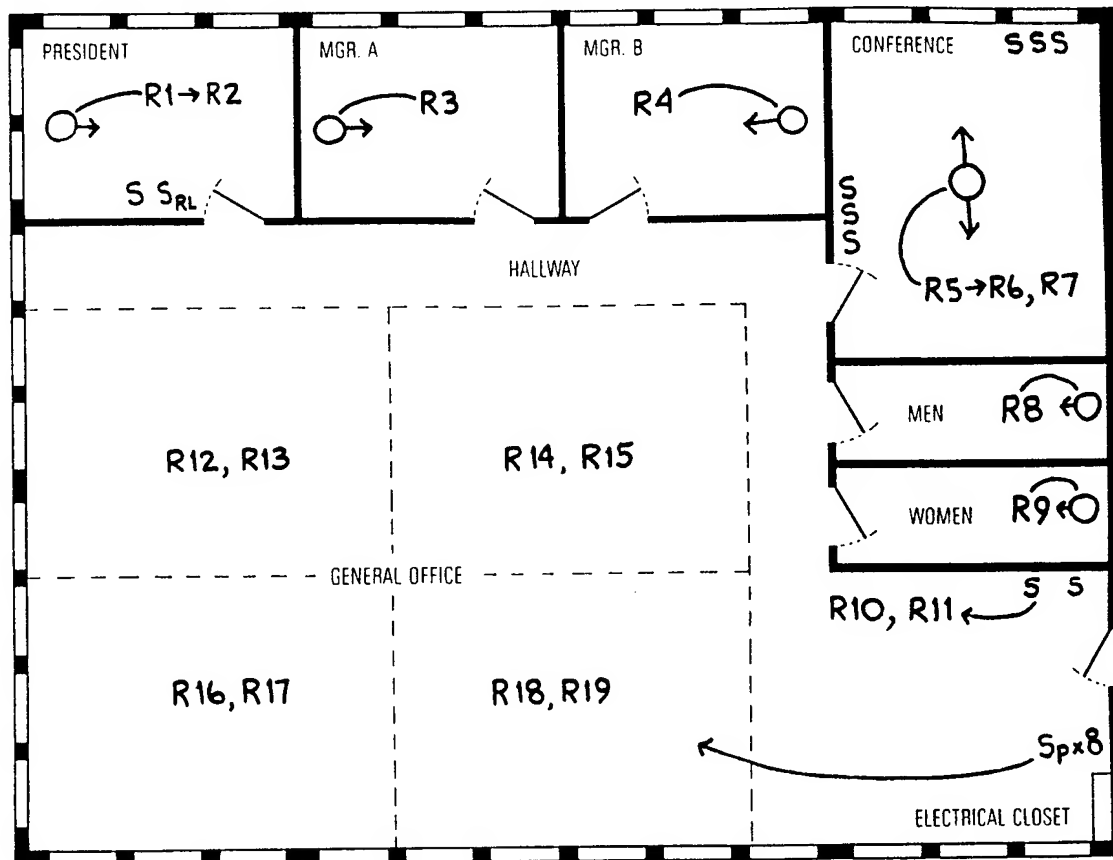 PRESIDENT
R1→R2
S S_RL
MGR. A
R3
MGR. B
R4
CONFERENCE
SSS
S
S
S
R5→R6, R7
HALLWAY
MEN
R8
WOMEN
R9
S S
R10, R11
R12, R13
R14, R15
GENERAL OFFICE
R16, R17
R18, R19
Spx8
ELECTRICAL CLOSET